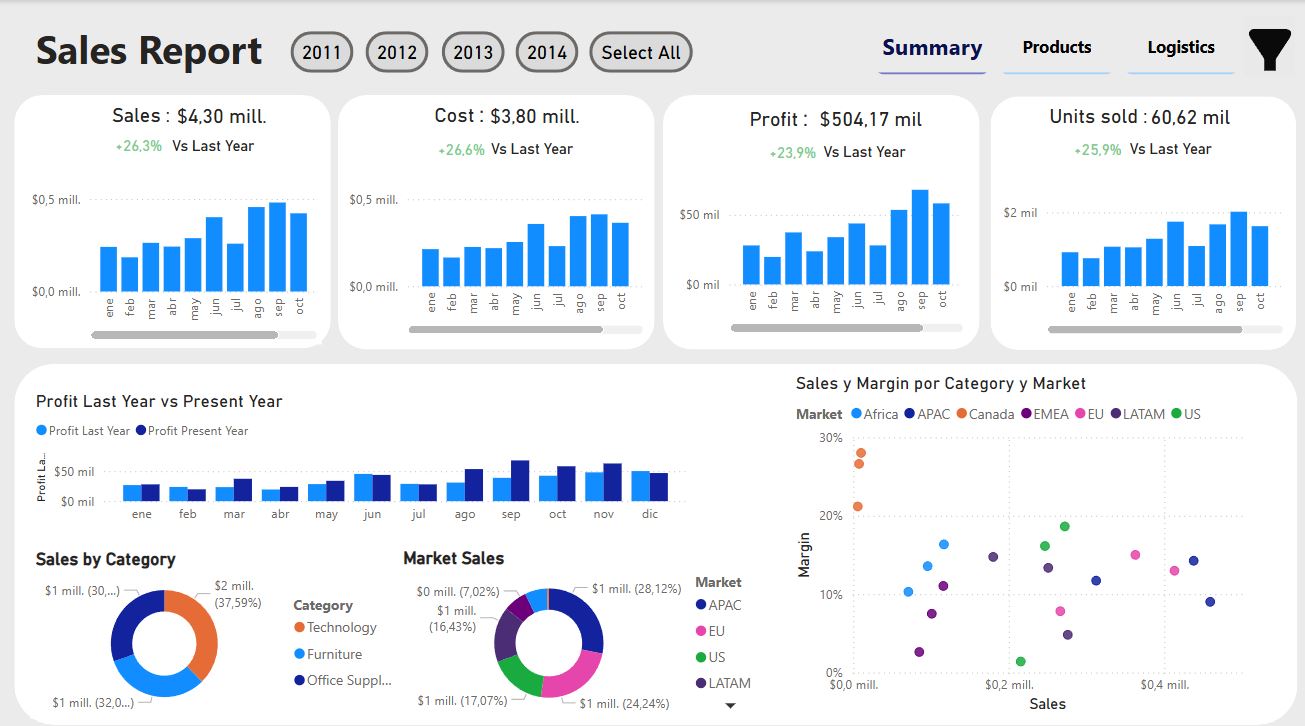 Sales Report
2011 2012 2013 2014 Select All
Summary Products Logistics
Sales : $4,30 mill.
+26,3% Vs Last Year
$0,5 mill.
$0,0 mill.
ene feb mar abr may jun jul ago sep oct
Cost : $3,80 mill.
+26,6% Vs Last Year
$0,5 mill.
$0,0 mill.
ene feb mar abr may jun jul ago sep oct
Profit : $504,17 mil
+23,9% Vs Last Year
$50 mil
$0 mil
ene feb mar abr may jun jul ago sep oct
Units sold : 60,62 mil
+25,9% Vs Last Year
$2 mil
$0 mil
ene feb mar abr may jun jul ago sep oct
Profit Last Year vs Present Year
Profit Last Year Profit Present Year
Profit La...
$50 mil
$0 mil
ene feb mar abr may jun jul ago sep oct nov dic
Sales by Category
$1 mill. (30,...)
$2 mill.
(37,59%)
$1 mill. (32,0...)
Category
Technology
Furniture
Office Suppl...
Market Sales
$0 mill. (7,02%)
$1 mill. (28,12%)
$1 mill.
(16,43%)
$1 mill. (17,07%)
$1 mill. (24,24%)
Market
APAC
EU
US
LATAM
Sales y Margin por Category y Market
Market Africa APAC Canada EMEA EU LATAM US
30%
20%
10%
0%
Margin
$0,0 mill. $0,2 mill. $0,4 mill.
Sales